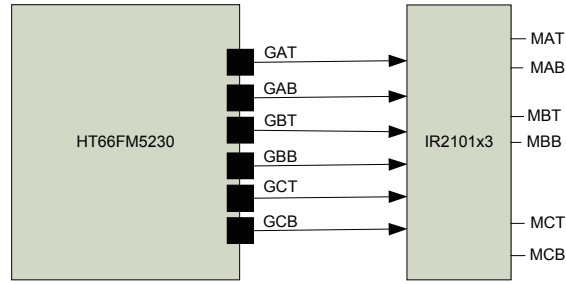 HT66FM5230
GAT
GAB
GBT
GBB
GCT
GCB
IR2101x3
MAT
MAB
MBT
MBB
MCT
MCB